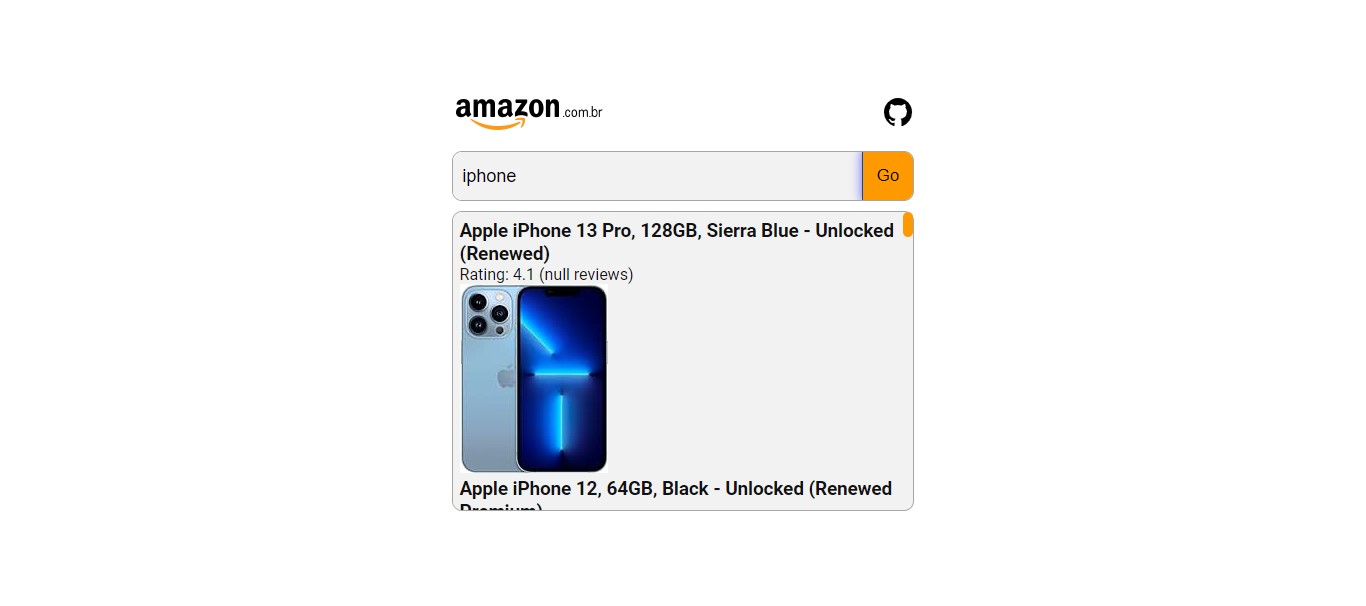 amazon.com.br
iphone
Go
Apple iPhone 13 Pro, 128GB, Sierra Blue - Unlocked
(Renewed)
Rating: 4.1 (null reviews)
Apple iPhone 12, 64GB, Black - Unlocked (Renewed
Premium)